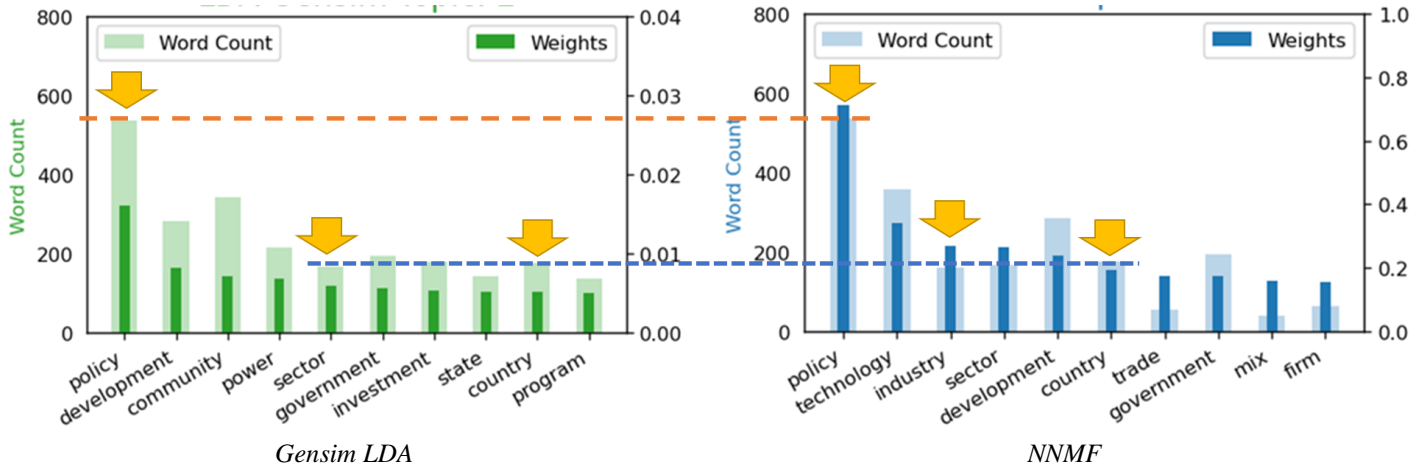 800
0.04
Word Count
Weights
600
0.03
400
0.02
200
0.01
0
0.00
Word Count
policy
development
community
power
sector
government
investment
state
country
program
Gensim LDA
800
1.0
Word Count
Weights
0.8
600
0.6
400
0.4
200
0.2
0
0.0
Word Count
policy
technology
industry
sector
development
country
trade
government
mix
firm
NNMF